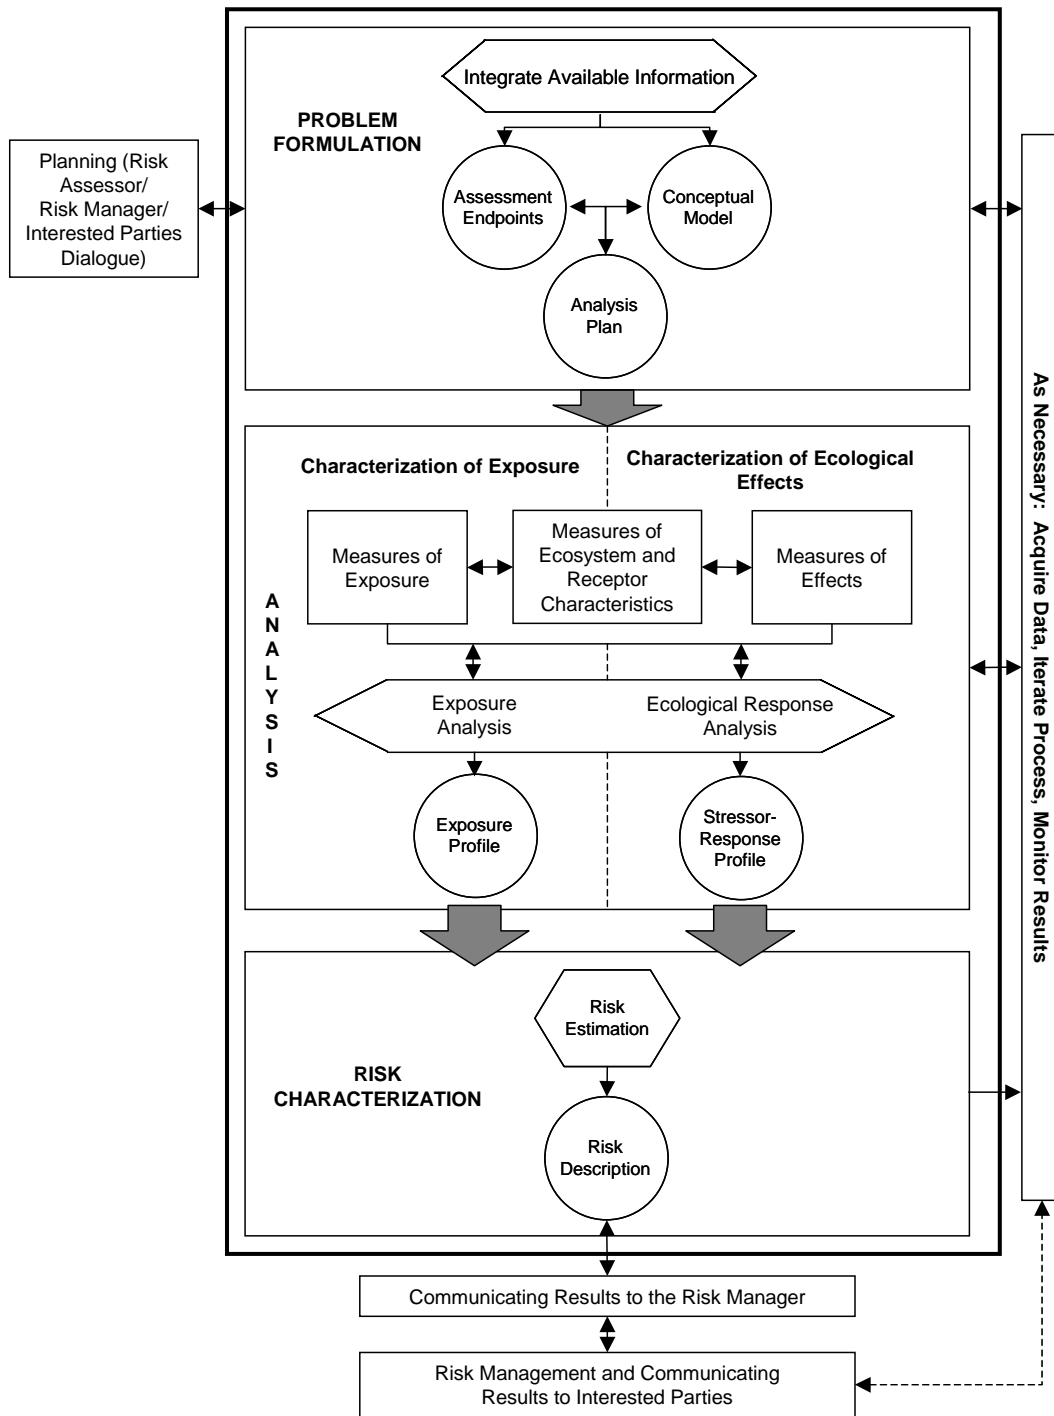 Integrate Available Information
PROBLEM
FORMULATION
Planning (Risk
Assessor/
Risk Manager/
Interested Parties
Dialogue)
Assessment
Endpoints
Conceptual
Model
Analysis
Plan
As Necessary:  Acquire Data, Iterate Process, Monitor Results
Characterization of Exposure
Characterization of Ecological
Effects
Measures of
Exposure
Measures of
Ecosystem and
Receptor
Characteristics
Measures of
Effects
A
N
A
L
Y
S
I
S
Exposure
Analysis
Ecological Response
Analysis
Exposure
Profile
Stressor-
Response
Profile
Risk
Estimation
RISK
CHARACTERIZATION
Risk
Description
Communicating Results to the Risk Manager
Risk Management and Communicating
Results to Interested Parties